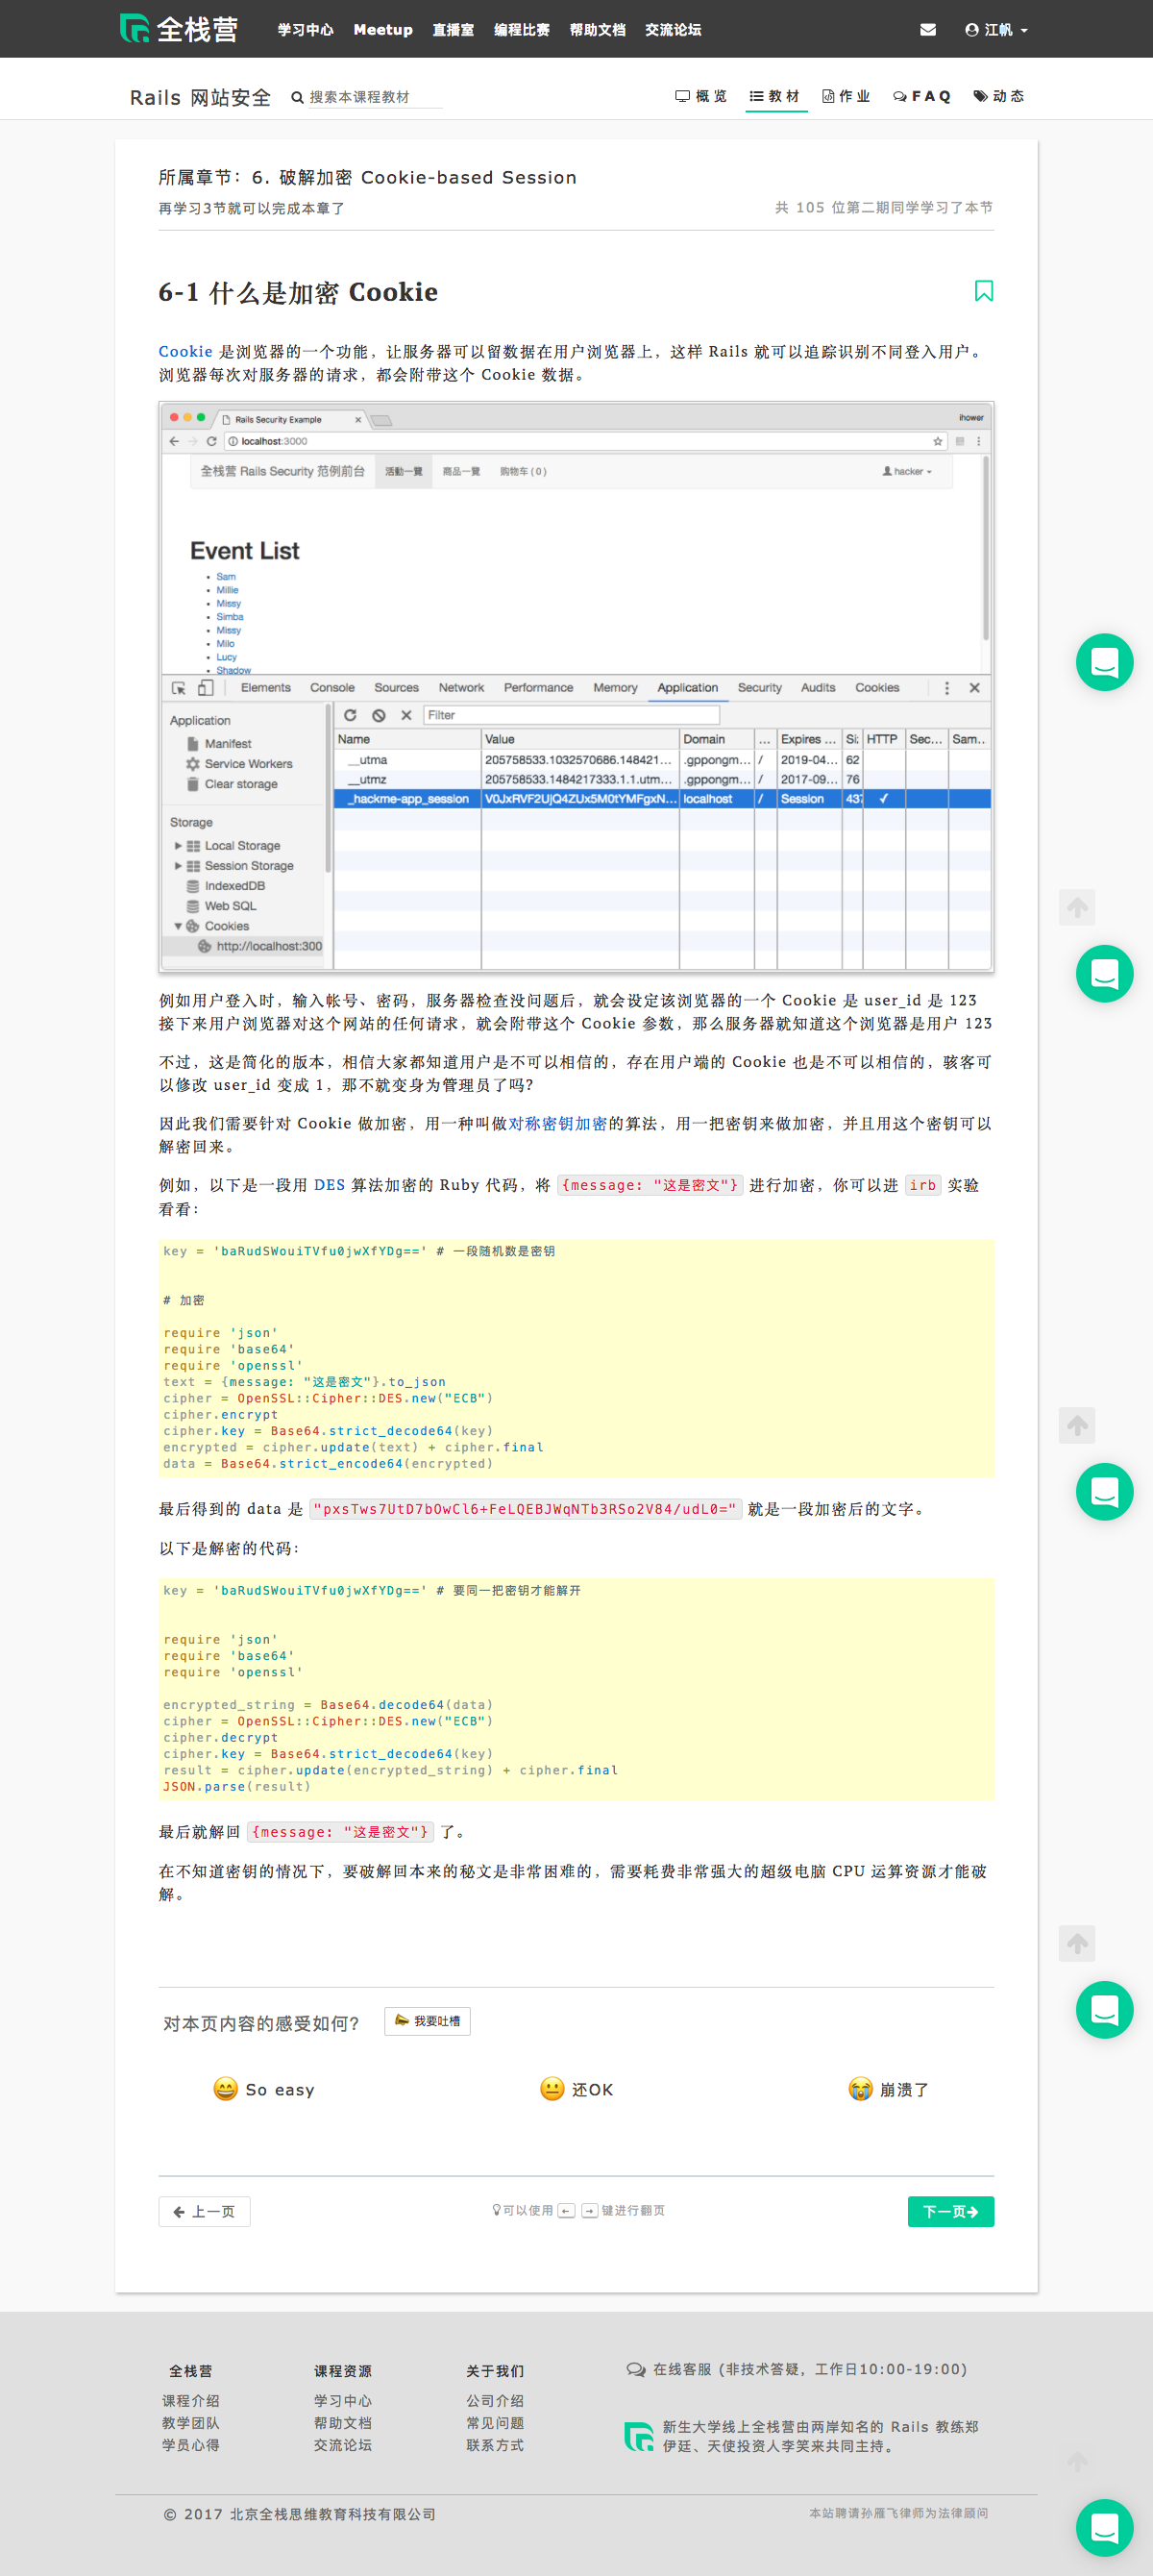 全栈营 学习中心 Meetup 直播室 编程比赛 帮助文档 交流论坛 江帆
Rails 网站安全 搜索本课程教材 概览 教材 作业 FAQ 动态
所属章节：6. 破解加密 Cookie-based Session
再学习3节就可以完成本章了 共 105 位第二期同学学习了本节
6-1 什么是加密 Cookie
Cookie 是浏览器的一个功能，让服务器可以留数据在用户浏览器上，这样 Rails 就可以追踪识别不同登入用户。
浏览器每次对服务器的请求，都会附带这个 Cookie 数据。
Rails Security Example ihower
localhost:3000
全栈营 Rails Security 范例前台 活動一覽 商品一覽 购物车 ( 0 ) hacker
Event List
Sam
Millie
Missy
Simba
Missy
Milo
Lucy
Shadow
Elements Console Sources Network Performance Memory Application Security Audits Cookies
Application Filter
Manifest
Service Workers
Clear storage
Storage
Local Storage
Session Storage
IndexedDB
Web SQL
Cookies
http://localhost:300
Name Value Domain ... Expires ... Si: HTTP Sec... Sam..
__utma 205758533.1032570686.148421... .gppongm... / 2019-04... 62
__utmz 205758533.1484217333.1.1.utm... .gppongm... / 2017-09... 76
_hackme-app_session V0JxRVF2UjQ4ZUx5M0tYMFgxN... localhost / Session 437 ✓
例如用户登入时，输入帐号、密码，服务器检查没问题后，就会设定该浏览器的一个 Cookie 是 user_id 是 123
接下来用户浏览器对这个网站的任何请求，就会附带这个 Cookie 参数，那么服务器就知道这个浏览器是用户 123
不过，这是简化的版本，相信大家都知道用户是不可以相信的，存在用户端的 Cookie 也是不可以相信的，骇客可
以修改 user_id 变成 1，那不就变身为管理员了吗？
因此我们需要针对 Cookie 做加密，用一种叫做对称密钥加密的算法，用一把密钥来做加密，并且用这个密钥可以
解密回来。
例如，以下是一段用 DES 算法加密的 Ruby 代码，将 {message: "这是密文"} 进行加密，你可以进 irb 实验
看看：
key = 'baRudSWouiTVfu0jwXfYDg==' # 一段随机数是密钥
# 加密
require 'json'
require 'base64'
require 'openssl'
text = {message: "这是密文"}.to_json
cipher = OpenSSL::Cipher::DES.new("ECB")
cipher.encrypt
cipher.key = Base64.strict_decode64(key)
encrypted = cipher.update(text) + cipher.final
data = Base64.strict_encode64(encrypted)
最后得到的 data 是 "pxsTws7UtD7bOwCl6+FeLQEBJWqNTb3RSo2V84/udL0=" 就是一段加密后的文字。
以下是解密的代码：
key = 'baRudSWouiTVfu0jwXfYDg==' # 要同一把密钥才能解开
require 'json'
require 'base64'
require 'openssl'
encrypted_string = Base64.decode64(data)
cipher = OpenSSL::Cipher::DES.new("ECB")
cipher.decrypt
cipher.key = Base64.strict_decode64(key)
result = cipher.update(encrypted_string) + cipher.final
JSON.parse(result)
最后就解回 {message: "这是密文"} 了。
在不知道密钥的情况下，要破解回本来的秘文是非常困难的，需要耗费非常强大的超级电脑 CPU 运算资源才能破
解。
对本页内容的感受如何？ 我要吐槽
So easy 还OK 崩溃了
上一页 可以使用 ← → 键进行翻页 下一页
全栈营 课程资源 关于我们 在线客服 (非技术答疑，工作日10:00-19:00)
课程介绍 学习中心 公司介绍
教学团队 帮助文档 常见问题
学员心得 交流论坛 联系方式
新生大学线上全栈营由两岸知名的 Rails 教练郑
伊廷、天使投资人李笑来共同主持。
© 2017 北京全栈思维教育科技有限公司 本站聘请孙雁飞律师为法律顾问